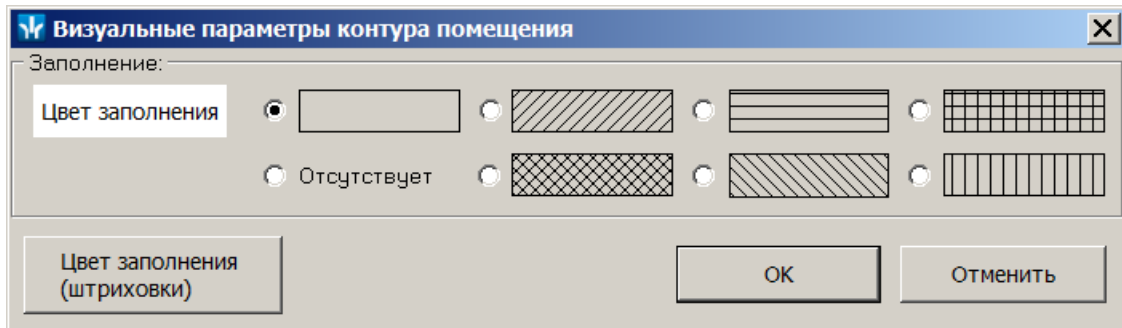 Визуальные параметры контура помещения
Заполнение:
Цвет заполнения
Отсутствует
Цвет заполнения
(штриховки)
OK
Отменить